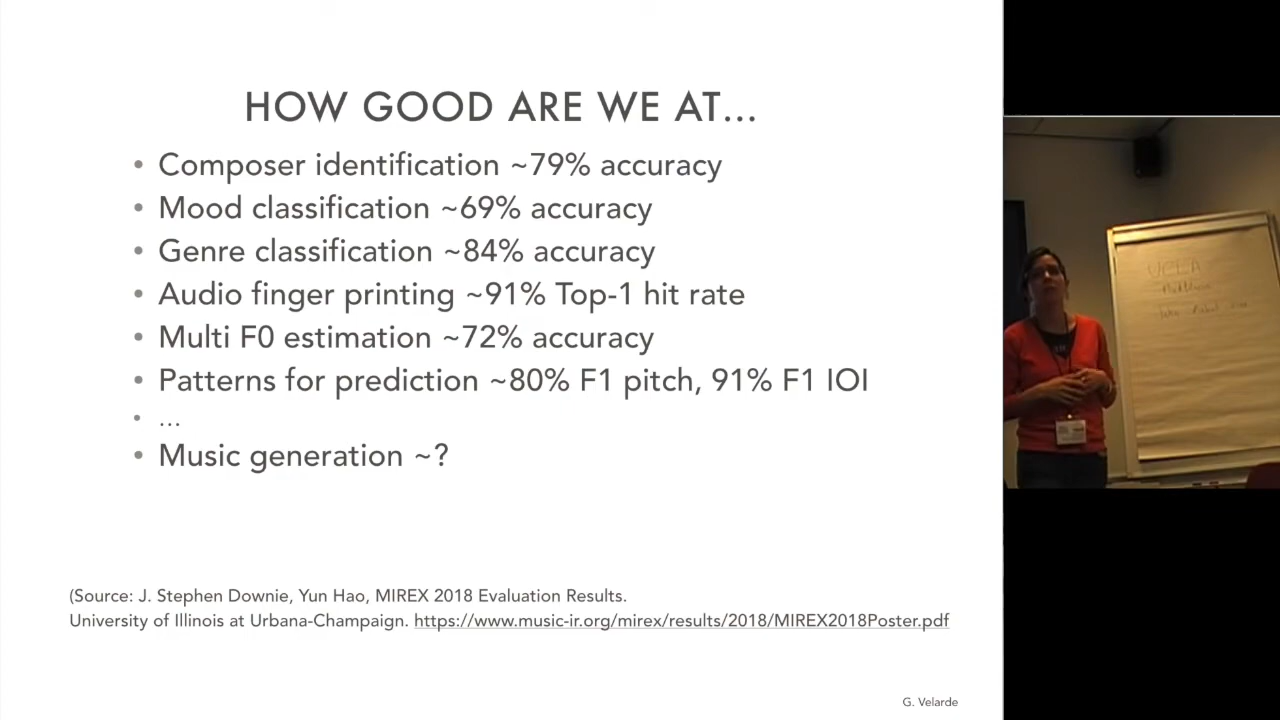 HOW GOOD ARE WE AT...
• Composer identification ~79% accuracy
• Mood classification ~69% accuracy
• Genre classification ~84% accuracy
• Audio finger printing ~91% Top-1 hit rate
• Multi F0 estimation ~72% accuracy
• Patterns for prediction ~80% F1 pitch, 91% F1 IOI
• ...
• Music generation ~?
(Source: J. Stephen Downie, Yun Hao, MIREX 2018 Evaluation Results.
University of Illinois at Urbana-Champaign. https://www.music-ir.org/mirex/results/2018/MIREX2018Poster.pdf
G. Velarde